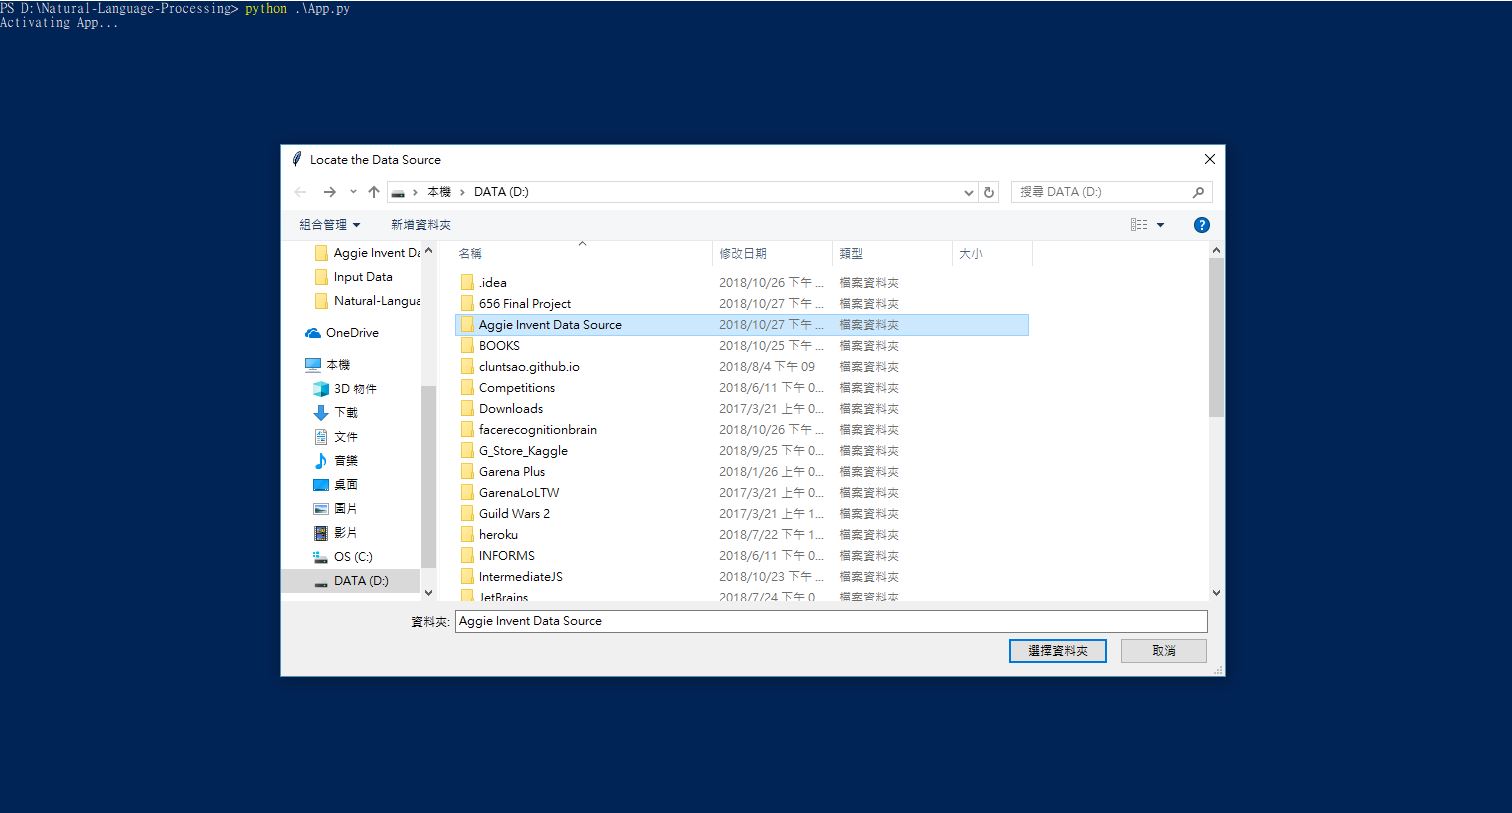 PS D:\Natural-Language-Processing> python .\App.py
Activating App...
Locate the Data Source
本機 > DATA (D:)
搜尋 DATA (D:)
組合管理
新增資料夾
Aggie Invent Da
Input Data
Natural-Langua
OneDrive
本機
3D 物件
下載
文件
音樂
桌面
圖片
影片
OS (C:)
DATA (D:)
名稱 修改日期 類型 大小
.idea 2018/10/26 下午 ... 檔案資料夾
656 Final Project 2018/10/27 下午 ... 檔案資料夾
Aggie Invent Data Source 2018/10/27 下午 ... 檔案資料夾
BOOKS 2018/10/25 下午 ... 檔案資料夾
cluntsao.github.io 2018/8/4 下午 09 檔案資料夾
Competitions 2018/6/11 下午 0... 檔案資料夾
Downloads 2017/3/21 上午 0... 檔案資料夾
facerecognitionbrain 2018/10/26 下午 ... 檔案資料夾
G_Store_Kaggle 2018/9/25 下午 0... 檔案資料夾
Garena Plus 2018/1/26 上午 0... 檔案資料夾
GarenaLoLTW 2017/3/21 上午 0... 檔案資料夾
Guild Wars 2 2017/3/21 上午 1... 檔案資料夾
heroku 2018/7/22 下午 1... 檔案資料夾
INFORMS 2018/6/11 下午 0... 檔案資料夾
IntermediateJS 2018/10/23 下午 ... 檔案資料夾
JetBrains 2018/7/24 下午 0 檔案資料夾
資料夾: Aggie Invent Data Source
選擇資料夾 取消